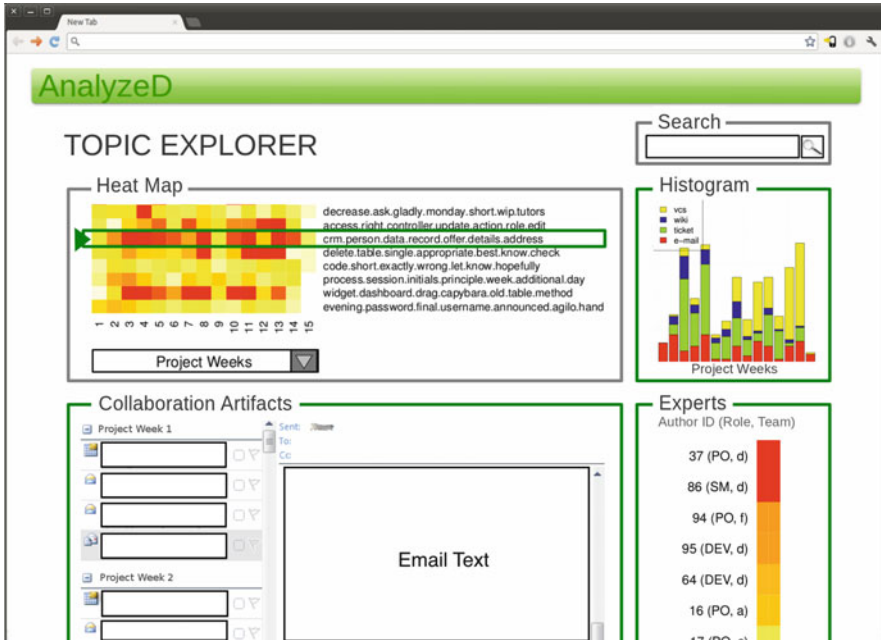 New Tab
AnalyzeD
TOPIC EXPLORER
Search
Heat Map
decrease.ask.gladly.monday.short.wip.tutors
access.right.controller.update.action.role.edit
crm.person.data.record.offer.details.address
delete.table.single.appropriate.best.know.check
code.short.exactly.wrong.let.know.hopefully
process.session.initials.principle.week.additional.day
widget.dashboard.drag.capybara.old.table.method
evening.password.final.username.announced.agilo.hand
1 2 3 4 5 6 7 8 9 10 11 12 13 14 15
Project Weeks
Histogram
vcs
wiki
ticket
e-mail
Project Weeks
Collaboration Artifacts
Project Week 1
Project Week 2
Sent:
To:
Cc:
Email Text
Experts
Author ID (Role, Team)
37 (PO, d)
86 (SM, d)
94 (PO, f)
95 (DEV, d)
64 (DEV, d)
16 (PO, a)